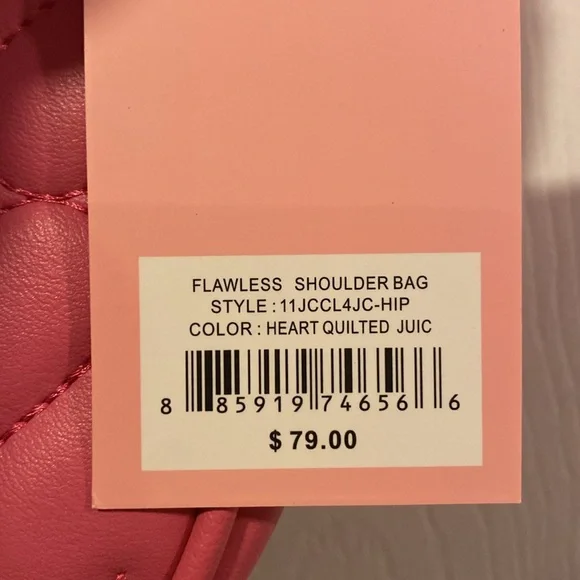 FLAWLESS SHOULDER BAG
STYLE : 11JCCL4JC-HIP
COLOR : HEART QUILTED JUIC
8 85919 74656 6
$ 79.00